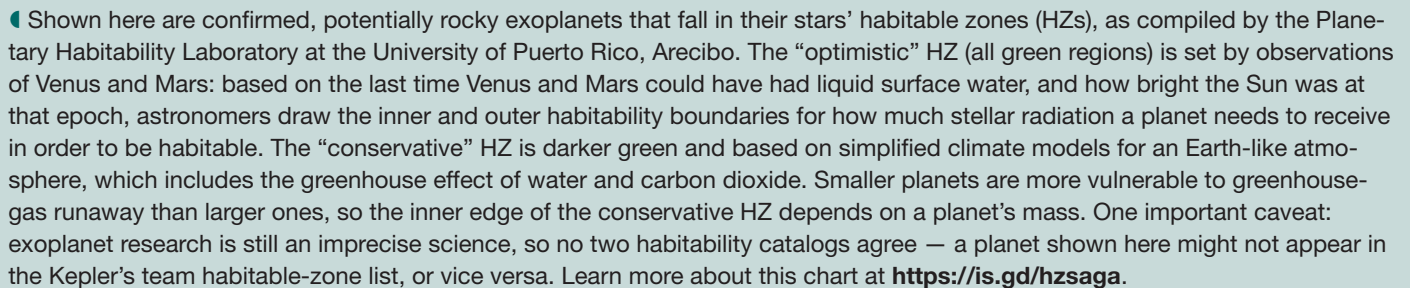 Shown here are confirmed, potentially rocky exoplanets that fall in their stars’ habitable zones (HZs), as compiled by the Plane-
tary Habitability Laboratory at the University of Puerto Rico, Arecibo. The “optimistic” HZ (all green regions) is set by observations
of Venus and Mars: based on the last time Venus and Mars could have had liquid surface water, and how bright the Sun was at
that epoch, astronomers draw the inner and outer habitability boundaries for how much stellar radiation a planet needs to receive
in order to be habitable. The “conservative” HZ is darker green and based on simplified climate models for an Earth-like atmo-
sphere, which includes the greenhouse effect of water and carbon dioxide. Smaller planets are more vulnerable to greenhouse-
gas runaway than larger ones, so the inner edge of the conservative HZ depends on a planet’s mass. One important caveat:
exoplanet research is still an imprecise science, so no two habitability catalogs agree — a planet shown here might not appear in
the Kepler’s team habitable-zone list, or vice versa. Learn more about this chart at https://is.gd/hzsaga.